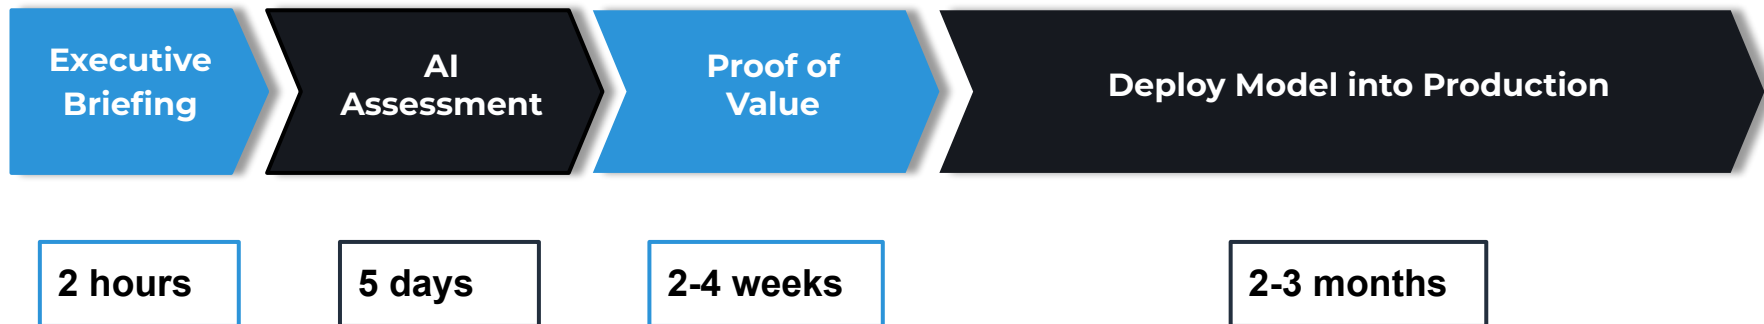 Executive
Briefing
AI
Assessment
Proof of
Value
Deploy Model into Production
2 hours
5 days
2-4 weeks
2-3 months